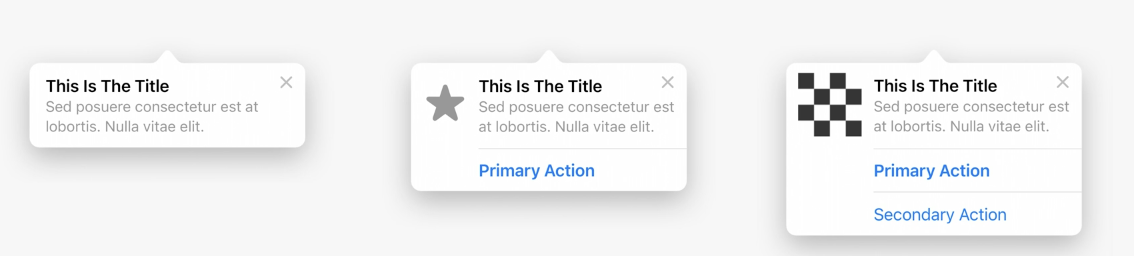 This Is The Title
Sed posuere consectetur est at
lobortis. Nulla vitae elit.
This Is The Title
Sed posuere consectetur est
at lobortis. Nulla vitae elit.
Primary Action
This Is The Title
Sed posuere consectetur est
at lobortis. Nulla vitae elit.
Primary Action
Secondary Action